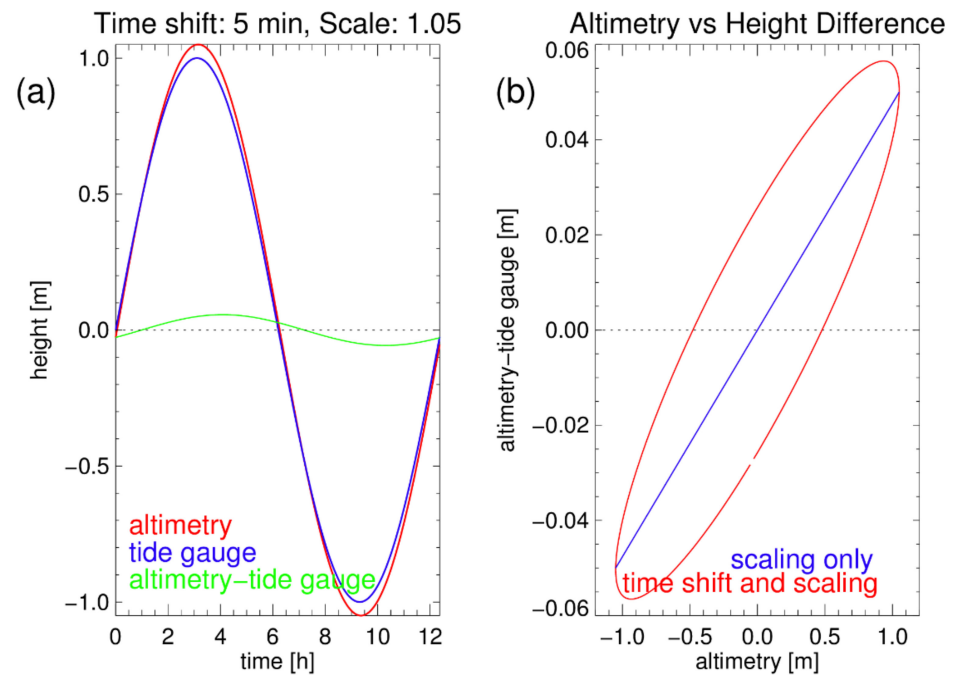 Time shift: 5 min, Scale: 1.05
(a)
1.0
0.5
0.0
−0.5
−1.0
height [m]
altimetry
tide gauge
altimetry−tide gauge
0 2 4 6 8 10 12
time [h]
Altimetry vs Height Difference
(b)
0.06
0.04
0.02
0.00
−0.02
−0.04
−0.06
altimetry−tide gauge [m]
scaling only
time shift and scaling
−1.0 −0.5 0.0 0.5 1.0
altimetry [m]